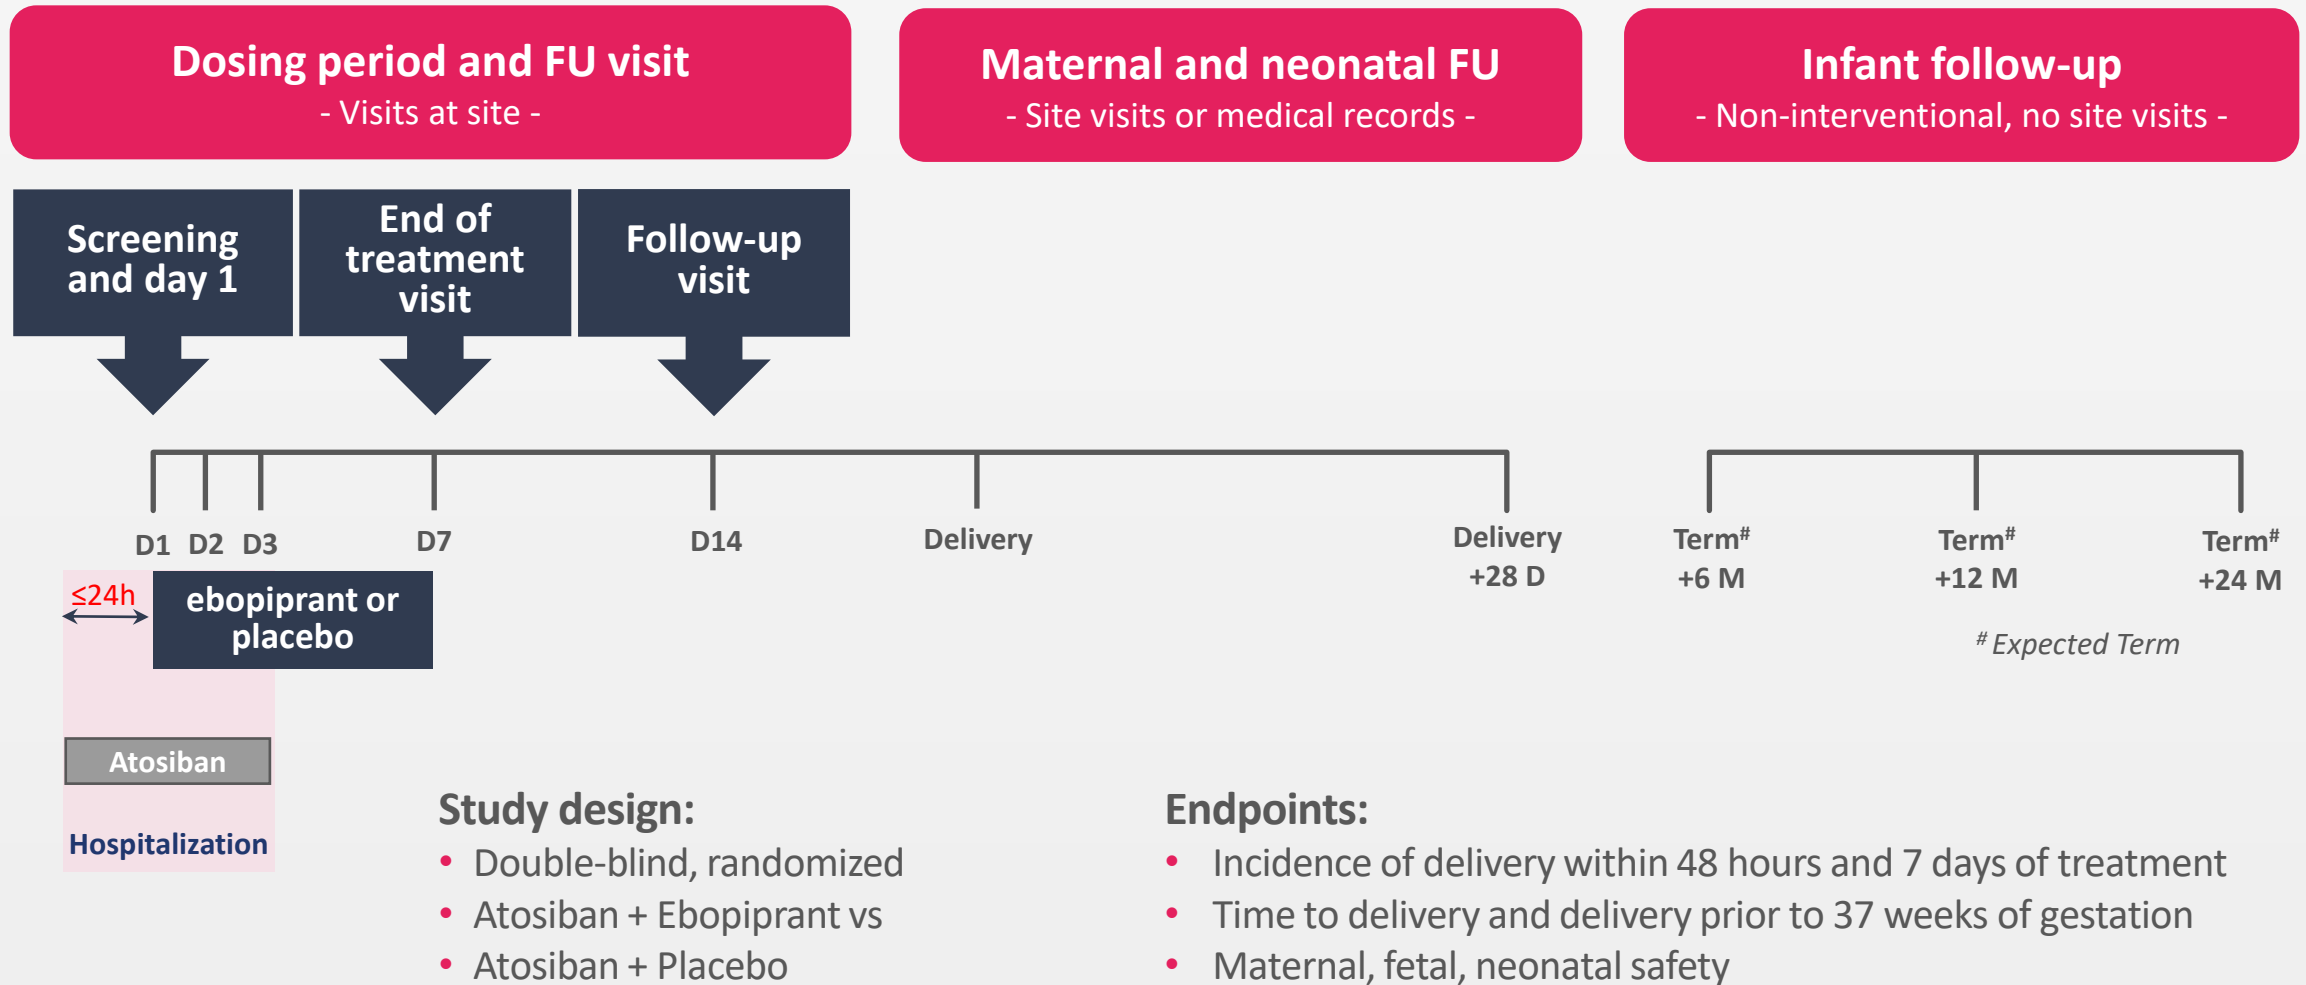 Dosing period and FU visit
- Visits at site -
Maternal and neonatal FU
- Site visits or medical records -
Infant follow-up
- Non-interventional, no site visits -
Screening
and day 1
End of
treatment
visit
Follow-up
visit
D1 D2 D3 D7 D14 Delivery
Delivery
+28 D
Term#
+6 M
Term#
+12 M
Term#
+24 M
# Expected Term
≤24h
ebopiprant or
placebo
Atosiban
Hospitalization
Study design:
• Double-blind, randomized
• Atosiban + Ebopiprant vs
• Atosiban + Placebo
Endpoints:
• Incidence of delivery within 48 hours and 7 days of treatment
• Time to delivery and delivery prior to 37 weeks of gestation
• Maternal, fetal, neonatal safety